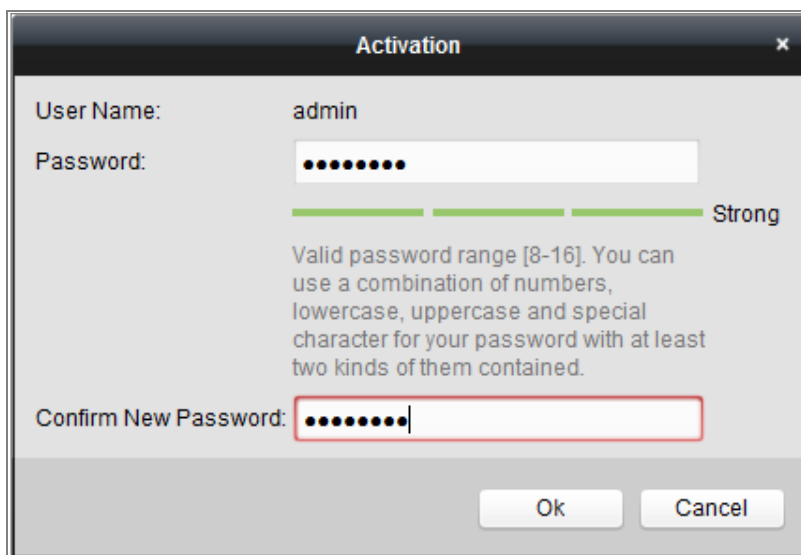 Activation ×
User Name: admin
Password: ●●●●●●●●
Strong
Valid password range [8-16]. You can
use a combination of numbers,
lowercase, uppercase and special
character for your password with at least
two kinds of them contained.
Confirm New Password: ●●●●●●●●
Ok Cancel